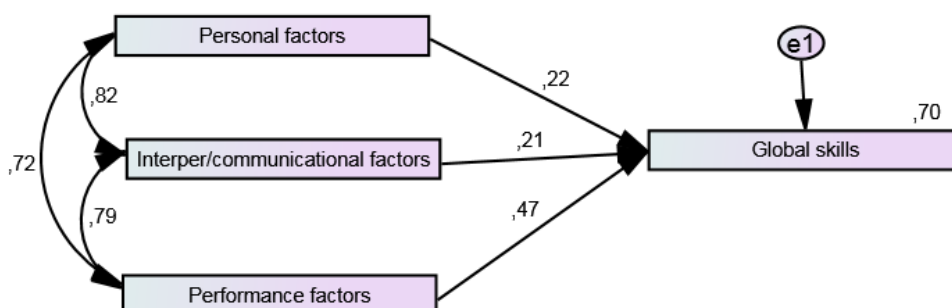 Personal factors
e1
,22
,82
,70
Interper/communicational factors
,21
Global skills
,72
,79
,47
Performance factors